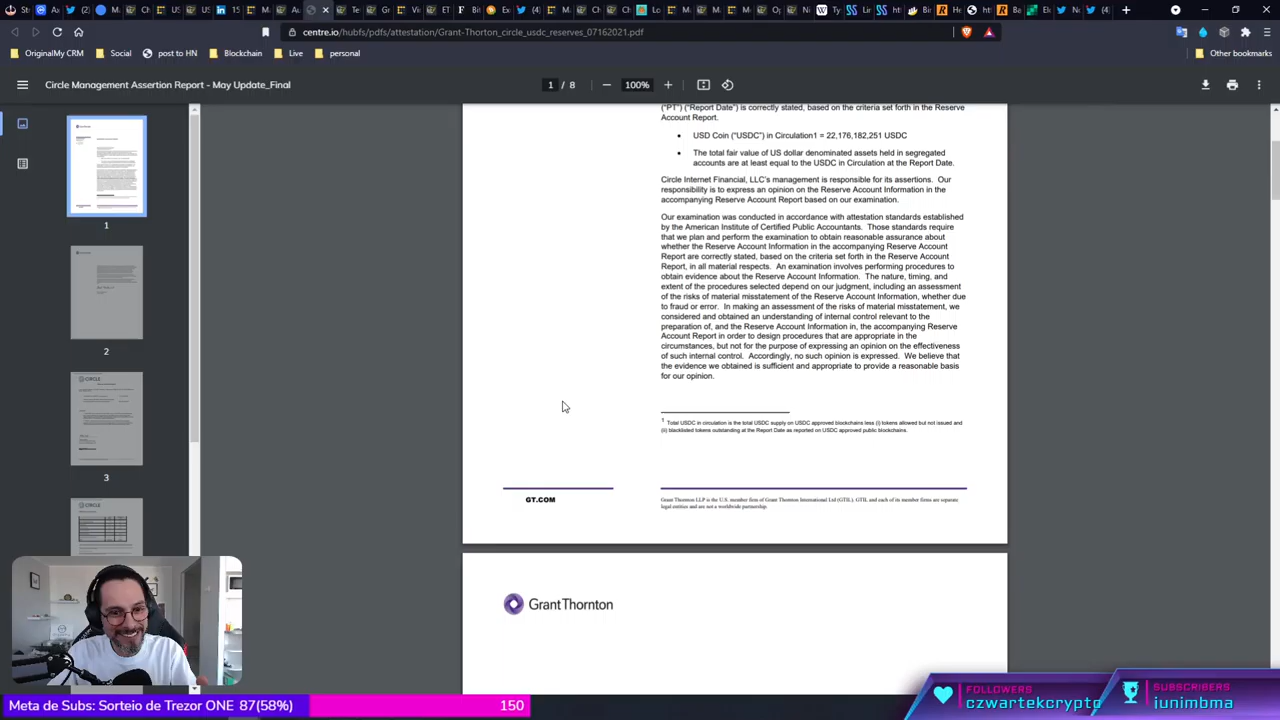 centre.io/hubfs/pdfs/attestation/Grant-Thorton_circle_usdc_reserves_07162021.pdf
OriginalMy CRM
Social
post to HN
Blockchain
Live
personal
Other Bookmarks
Circle Management Assertion Report - May Update_Final
1 / 8
100%
1
2
3
("PT") ("Report Date") is correctly stated, based on the criteria set forth in the Reserve
Account Report.
• USD Coin ("USDC") in Circulation1 = 22,176,182,251 USDC
• The total fair value of US dollar denominated assets held in segregated
accounts are at least equal to the USDC in Circulation at the Report Date.
Circle Internet Financial, LLC's management is responsible for its assertions. Our
responsibility is to express an opinion on the Reserve Account Information in the
accompanying Reserve Account Report based on our examination.
Our examination was conducted in accordance with attestation standards established
by the American Institute of Certified Public Accountants. Those standards require
that we plan and perform the examination to obtain reasonable assurance about
whether the Reserve Account Information in the accompanying Reserve Account
Report are correctly stated, based on the criteria set forth in the Reserve Account
Report, in all material respects. An examination involves performing procedures to
obtain evidence about the Reserve Account Information. The nature, timing, and
extent of the procedures selected depend on our judgment, including an assessment
of the risks of material misstatement of the Reserve Account Information, whether due
to fraud or error. In making an assessment of the risks of material misstatement, we
considered and obtained an understanding of internal control relevant to the
preparation of, and the Reserve Account Information in, the accompanying Reserve
Account Report in order to design procedures that are appropriate in the
circumstances, but not for the purpose of expressing an opinion on the effectiveness
of such internal control. Accordingly, no such opinion is expressed. We believe that
the evidence we obtained is sufficient and appropriate to provide a reasonable basis
for our opinion.
1 Total USDC in circulation is the total USDC supply on USDC approved blockchains less (i) tokens allowed but not issued and
(ii) blacklisted tokens outstanding at the Report Date as reported on USDC approved public blockchains.
GT.COM
Grant Thornton LLP is the U.S. member firm of Grant Thornton International Ltd (GTIL). GTIL and each of its member firms are separate
legal entities and are not a worldwide partnership.
GrantThornton
Meta de Subs: Sorteio de Trezor ONE 87(58%)
150
FOLLOWERS
czwartekcrypto
SUBSCRIBERS
iunimbma